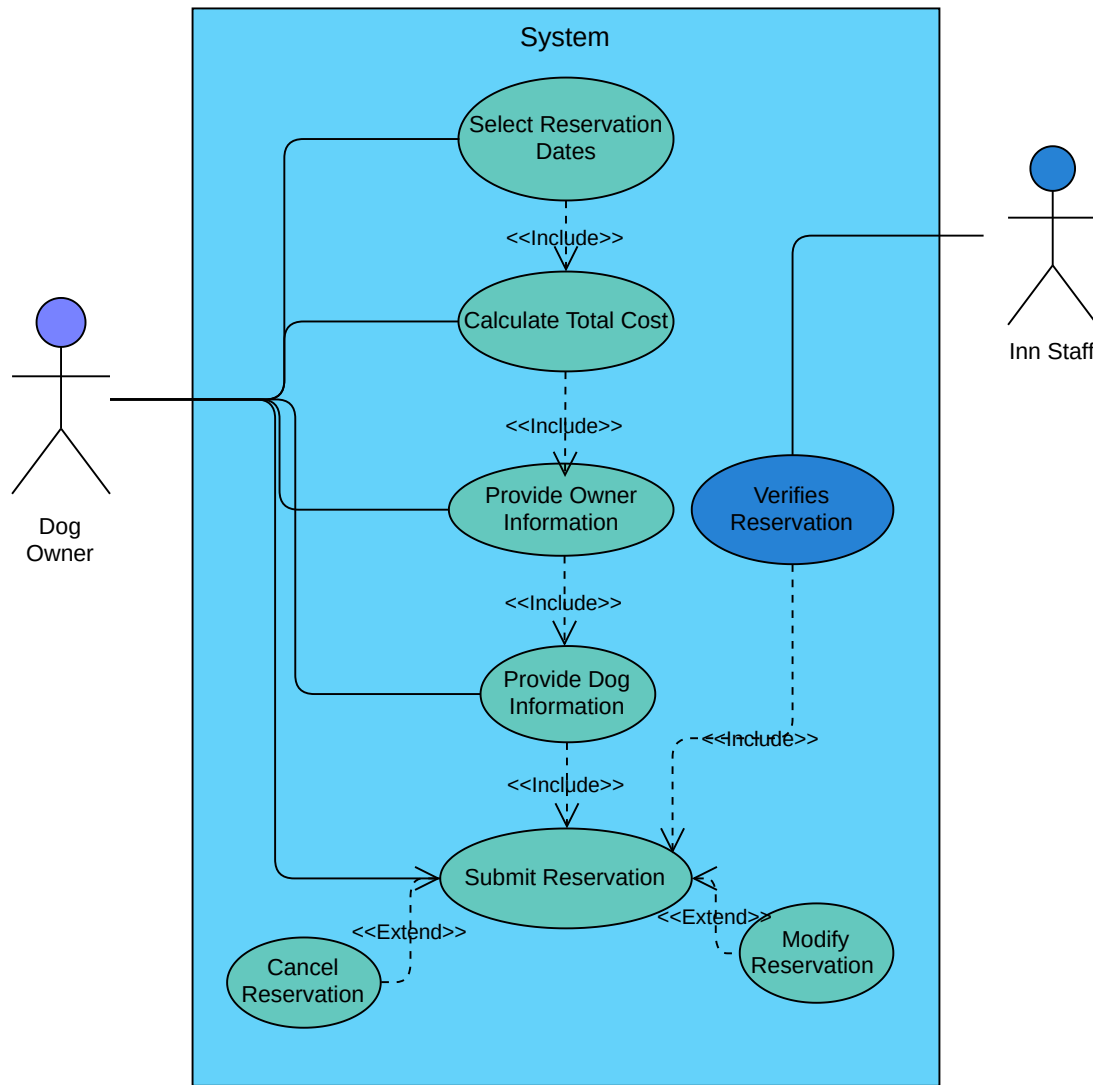 System
Select Reservation
Dates
<<Include>>
Calculate Total Cost
Inn Staff
<<Include>>
Provide Owner
Information
Verifies
Reservation
Dog
Owner
<<Include>>
Provide Dog
Information
<<Include>>
<<Include>>
Submit Reservation
<<Extend>>
<<Extend>>
Modify
Reservation
Cancel
Reservation